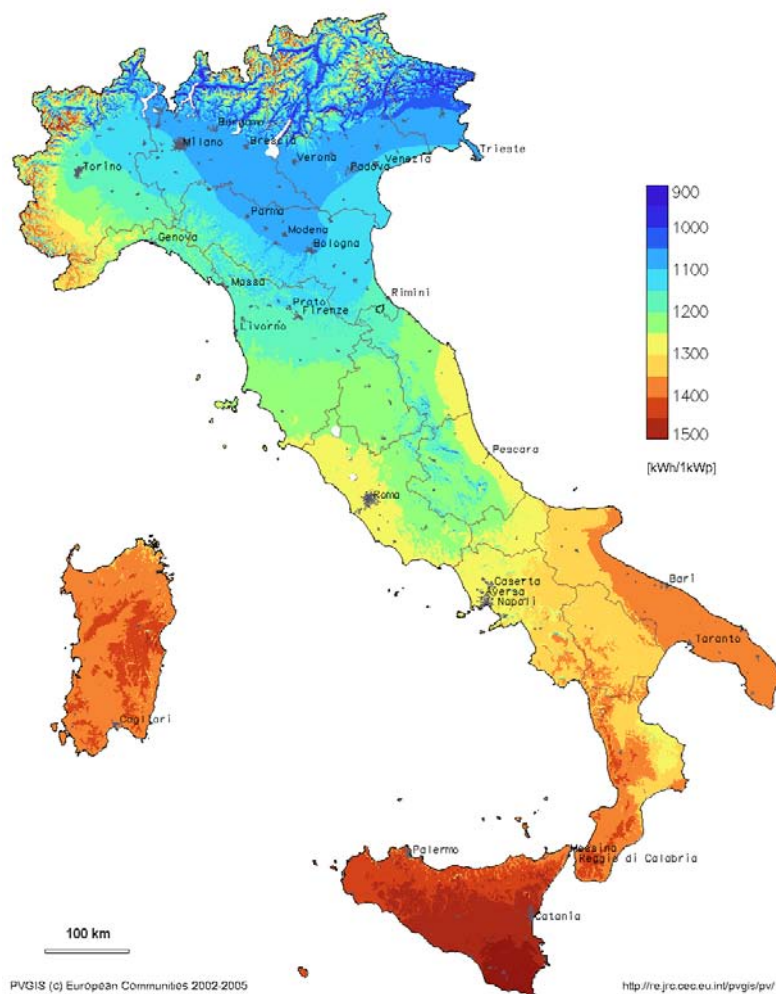 Bergamo
Milano
Brescia
Trieste
Verona
Venezia
Torino
Padova
900
1000
Parma
1100
Modena
Genova
Bologna
1200
Massa
Rimini
Prato
Firenze
1300
Livorno
1400
1500
Pescara
[kWh/1kWp]
Roma
Caserta
Bari
Versa
Napoli
Taranto
Cagliari
Palermo
Messina
Reggio di Calabria
Catania
100 km
PVGIS (c) European Communities 2002-2005
http://re.jrc.cec.eu.int/pvgis/pv/